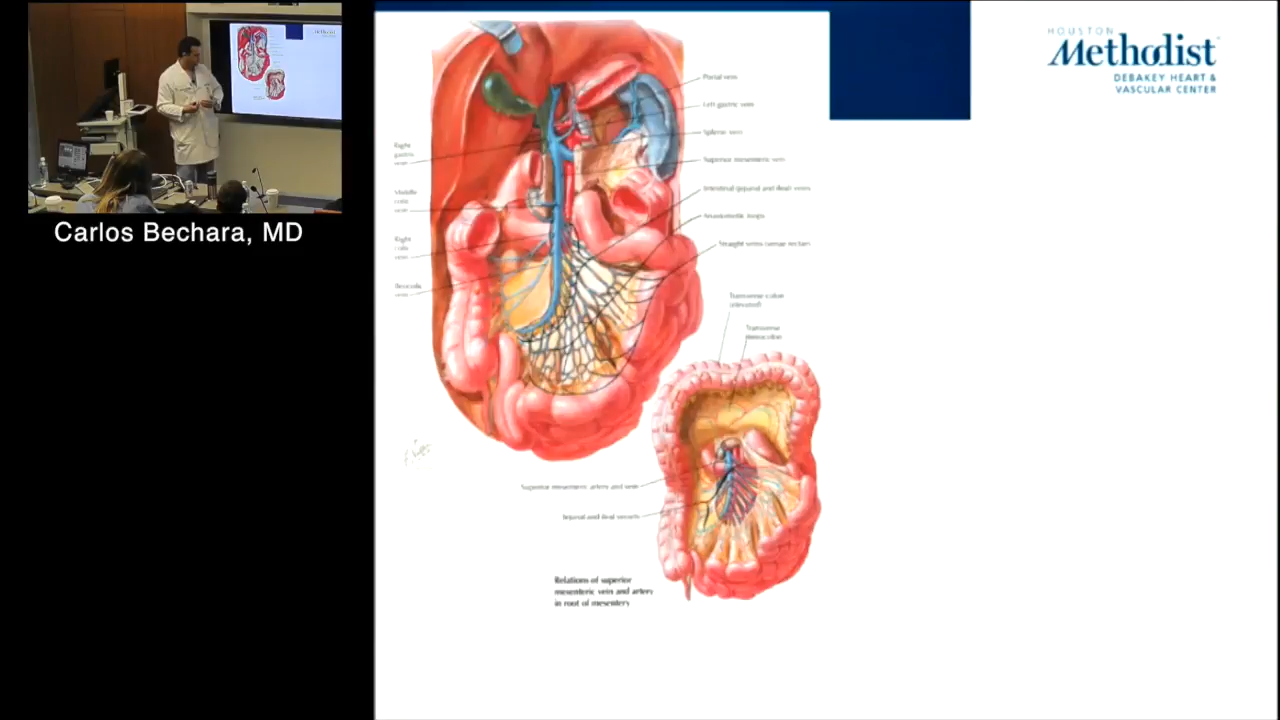 HOUSTON
Methodist
DEBAKEY HEART &
VASCULAR CENTER
Carlos Bechara, MD
Portal vein
Left gastric vein
Splenic vein
Superior mesenteric vein
Intestinal (jejunal and ileal) veins
Anastomotic loops
Straight veins (venae rectae)
Right
gastric
vein
Middle
colic
vein
Right
colic
vein
Ileocolic
vein
Transverse colon
(elevated)
Transverse
mesocolon
Superior mesenteric artery and vein
Jejunal and ileal vessels
Relations of superior
mesenteric vein and artery
in root of mesentery